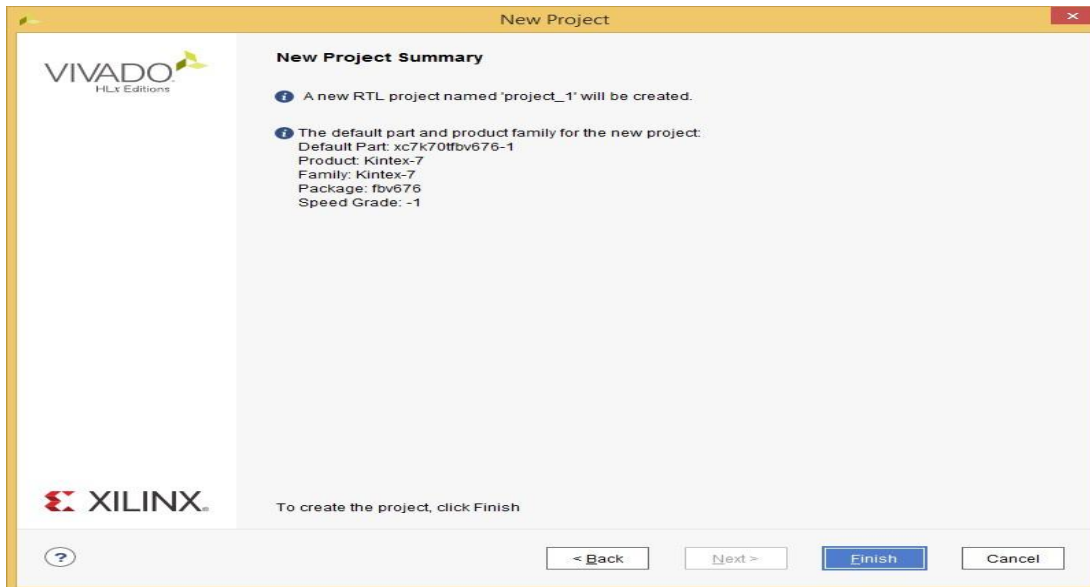 New Project
VIVADO
HLx Editions
New Project Summary
A new RTL project named 'project_1' will be created.
The default part and product family for the new project:
Default Part: xc7k70tfbv676-1
Product: Kintex-7
Family: Kintex-7
Package: fbv676
Speed Grade: -1
XILINX.
To create the project, click Finish
?
< Back
Next >
Finish
Cancel